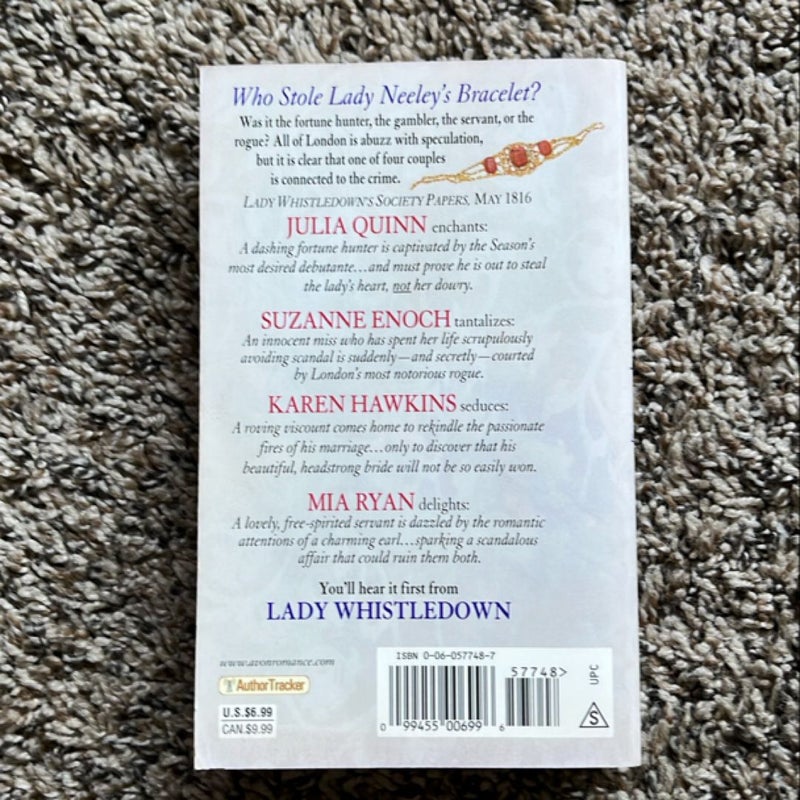 Who Stole Lady Neeley's Bracelet?
Was it the fortune hunter, the gambler, the servant, or the
rogue? All of London is abuzz with speculation,
but it is clear that one of four couples
is connected to the crime.
LADY WHISTLEDOWN'S SOCIETY PAPERS, MAY 1816
JULIA QUINN enchants:
A dashing fortune hunter is captivated by the Season's
most desired debutante...and must prove he is out to steal
the lady's heart, not her dowry.
SUZANNE ENOCH tantalizes:
An innocent miss who has spent her life scrupulously
avoiding scandal is suddenly—and secretly—courted
by London's most notorious rogue.
KAREN HAWKINS seduces:
A roving viscount comes home to rekindle the passionate
fires of his marriage...only to discover that his
beautiful, headstrong bride will not be so easily won.
MIA RYAN delights:
A lovely, free-spirited servant is dazzled by the romantic
attentions of a charming earl...sparking a scandalous
affair that could ruin them both.
You'll hear it first from
LADY WHISTLEDOWN
www.avonromance.com
AuthorTracker
U.S.$6.99
CAN.$9.99
ISBN 0-06-057748-7
57748>
0 99455 00699 6
UPC
S